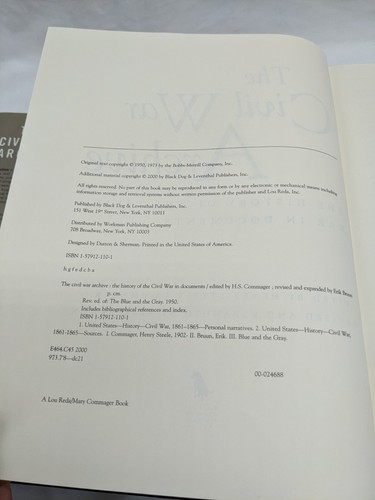 Original text copyright © 1950, 1973 by the Bobbs-Merrill Company, Inc.
Additional material copyright © 2000 by Black Dog & Leventhal Publishers, Inc.
All rights reserved. No part of this book may be reproduced in any form or by any electronic or mechanical means including
information storage and retrieval systems without written permission of the publisher and Lou Reda, Inc.
Published by Black Dog & Leventhal Publishers, Inc.
151 West 19th Street, New York, NY 10011
Distributed by Workman Publishing Company
708 Broadway, New York, NY 10003
Designed by Dutton & Sherman. Printed in the United States of America.
ISBN 1-57912-110-1
h g f e d c b a
The civil war archive : the history of the Civil War in documents / edited by H.S. Commager ; revised and expanded by Erik Bruun.
p. cm.
Rev. ed. of The Blue and the Gray. 1950.
Includes bibliographical references and index.
ISBN 1-57912-110-1
1. United States—History—Civil War, 1861-1865—Personal narratives. 2. United States—History—Civil War,
1861-1865—Sources. I. Commager, Henry Steele, 1902- II. Bruun, Erik. III. Blue and the Gray.
E464.C45 2000
973.7%—dc21
00-024688
A Lou Reda/Mary Commager Book
CIVI
AR
The
Civil War